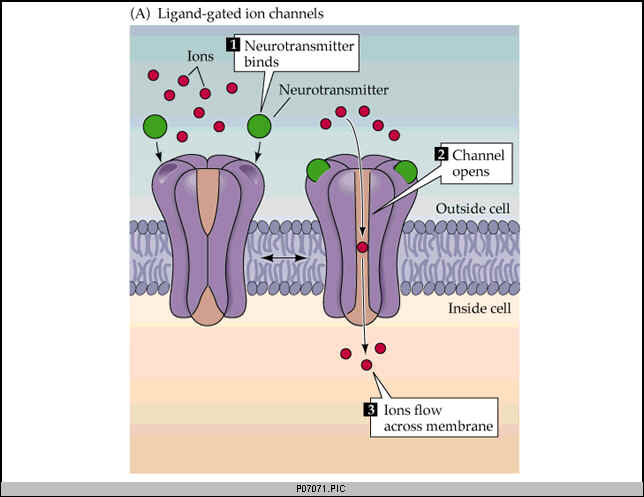 (A) Ligand-gated ion channels
1 Neurotransmitter
binds
Ions
Neurotransmitter
2 Channel
opens
Outside cell
Inside cell
3 Ions flow
across membrane
P07071.PIC